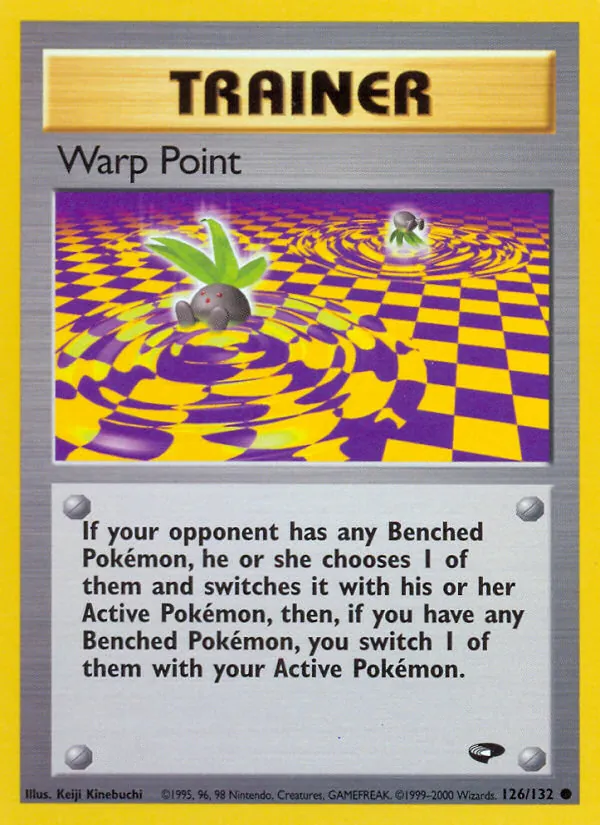 TRAINER
Warp Point
If your opponent has any Benched
Pokémon, he or she chooses 1 of
them and switches it with his or her
Active Pokémon, then, if you have any
Benched Pokémon, you switch 1 of
them with your Active Pokémon.
Illus. Keiji Kinebuchi ©1995, 96, 98 Nintendo, Creatures, GAMEFREAK. ©1999-2000 Wizards. 126/132